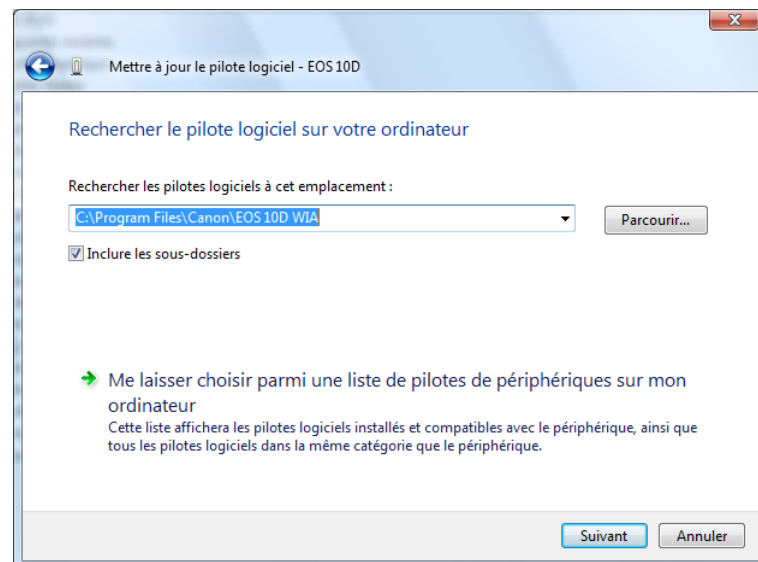 Mettre à jour le pilote logiciel - EOS 10D
Rechercher le pilote logiciel sur votre ordinateur
Rechercher les pilotes logiciels à cet emplacement :
C:\Program Files\Canon\EOS 10D WIA
Parcourir...
Inclure les sous-dossiers
Me laisser choisir parmi une liste de pilotes de périphériques sur mon
ordinateur
Cette liste affichera les pilotes logiciels installés et compatibles avec le périphérique, ainsi que
tous les pilotes logiciels dans la même catégorie que le périphérique.
Suivant
Annuler